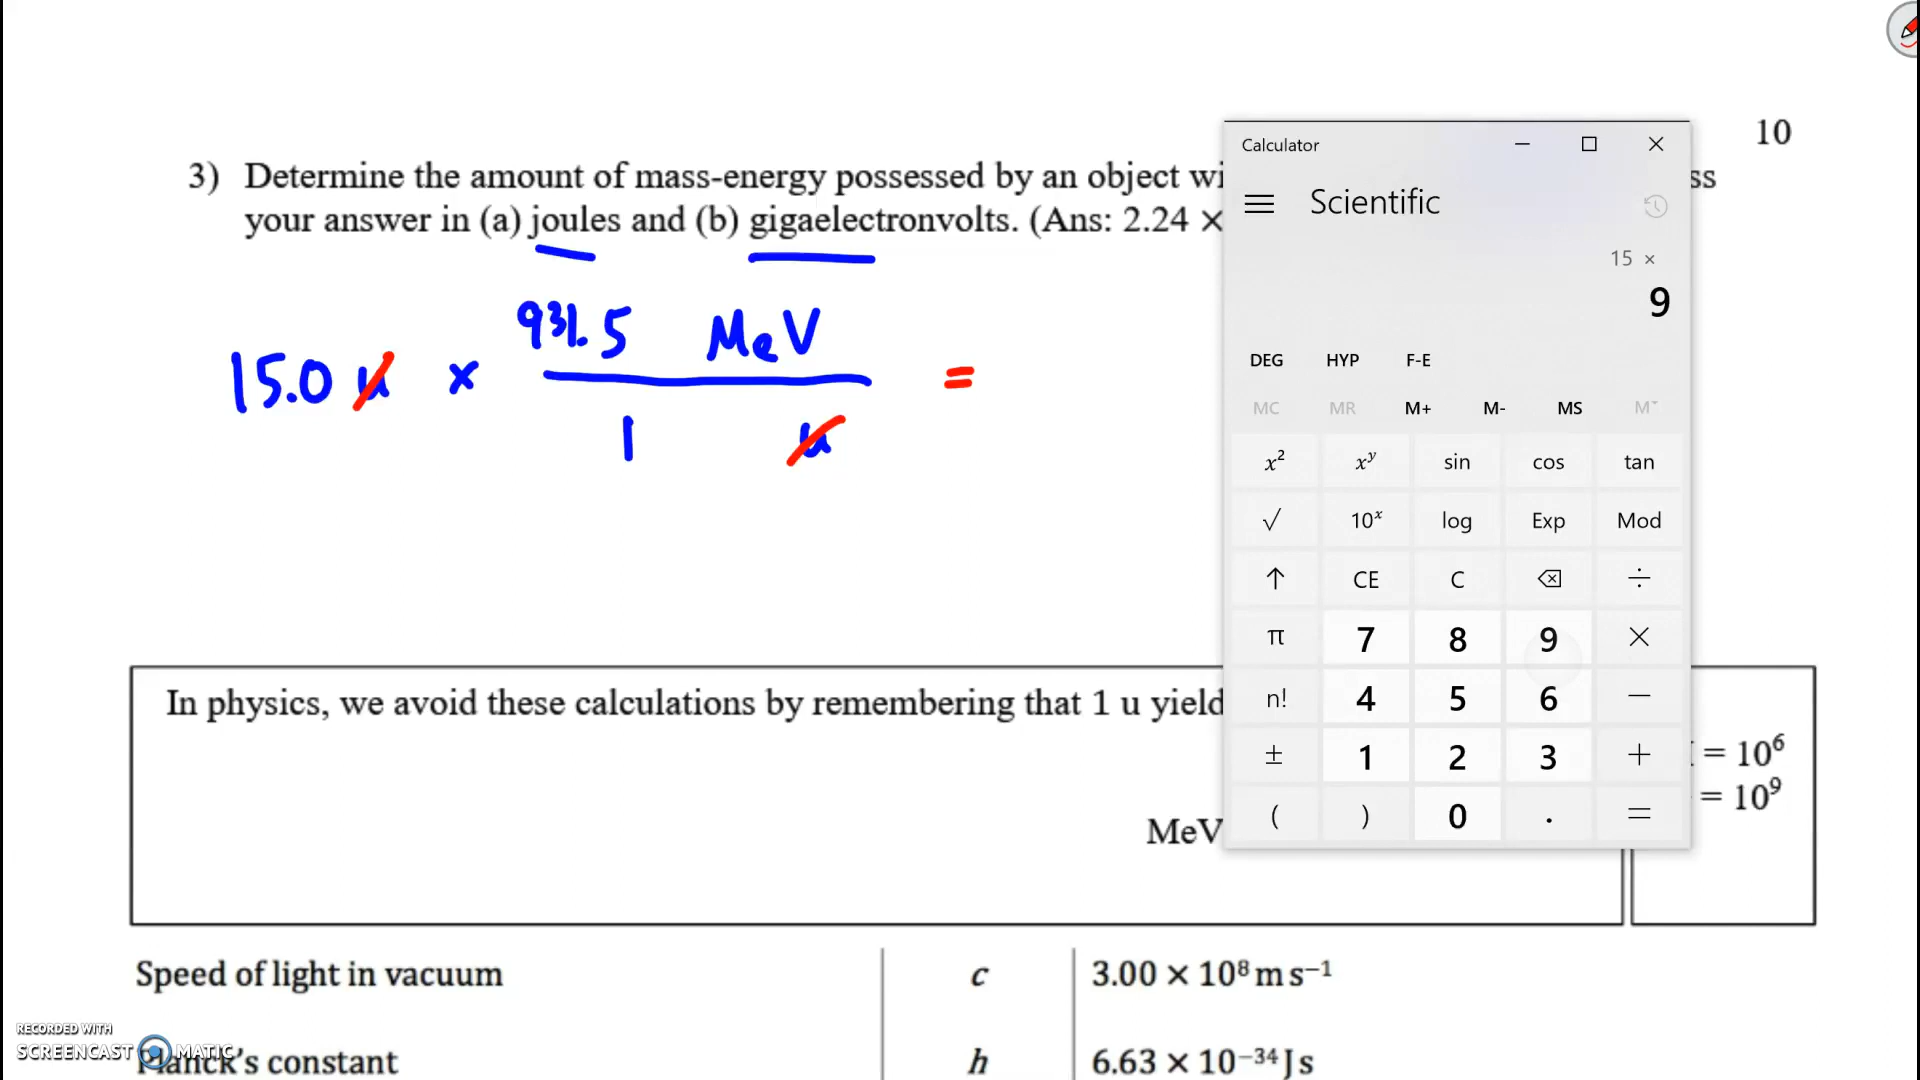 10
3) Determine the amount of mass-energy possessed by an object wi
ss
your answer in (a) joules and (b) gigaelectronvolts. (Ans: 2.24 ×
15.0 u × 931.5 MeV =
1 u
Calculator
Scientific
15 ×
9
DEG HYP F-E
MC MR M+ M- MS M˅
x² xʸ sin cos tan
√ 10ˣ log Exp Mod
↑ CE C ⌫ ÷
π 7 8 9 ×
n! 4 5 6 −
± 1 2 3 +
( ) 0 . =
In physics, we avoid these calculations by remembering that 1 u yield
= 10⁶
= 10⁹
MeV
Speed of light in vacuum c 3.00 × 10⁸ m s⁻¹
Planck's constant h 6.63 × 10⁻³⁴ J s
RECORDED WITH
SCREENCAST MATIC